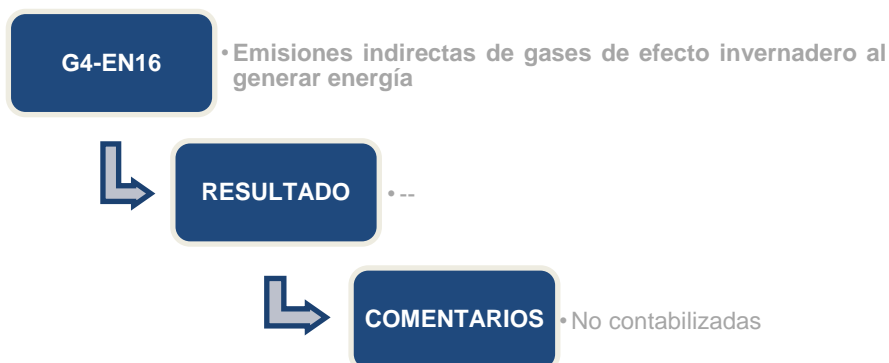 G4-EN16
• Emisiones indirectas de gases de efecto invernadero al
generar energía
RESULTADO
• --
COMENTARIOS
• No contabilizadas